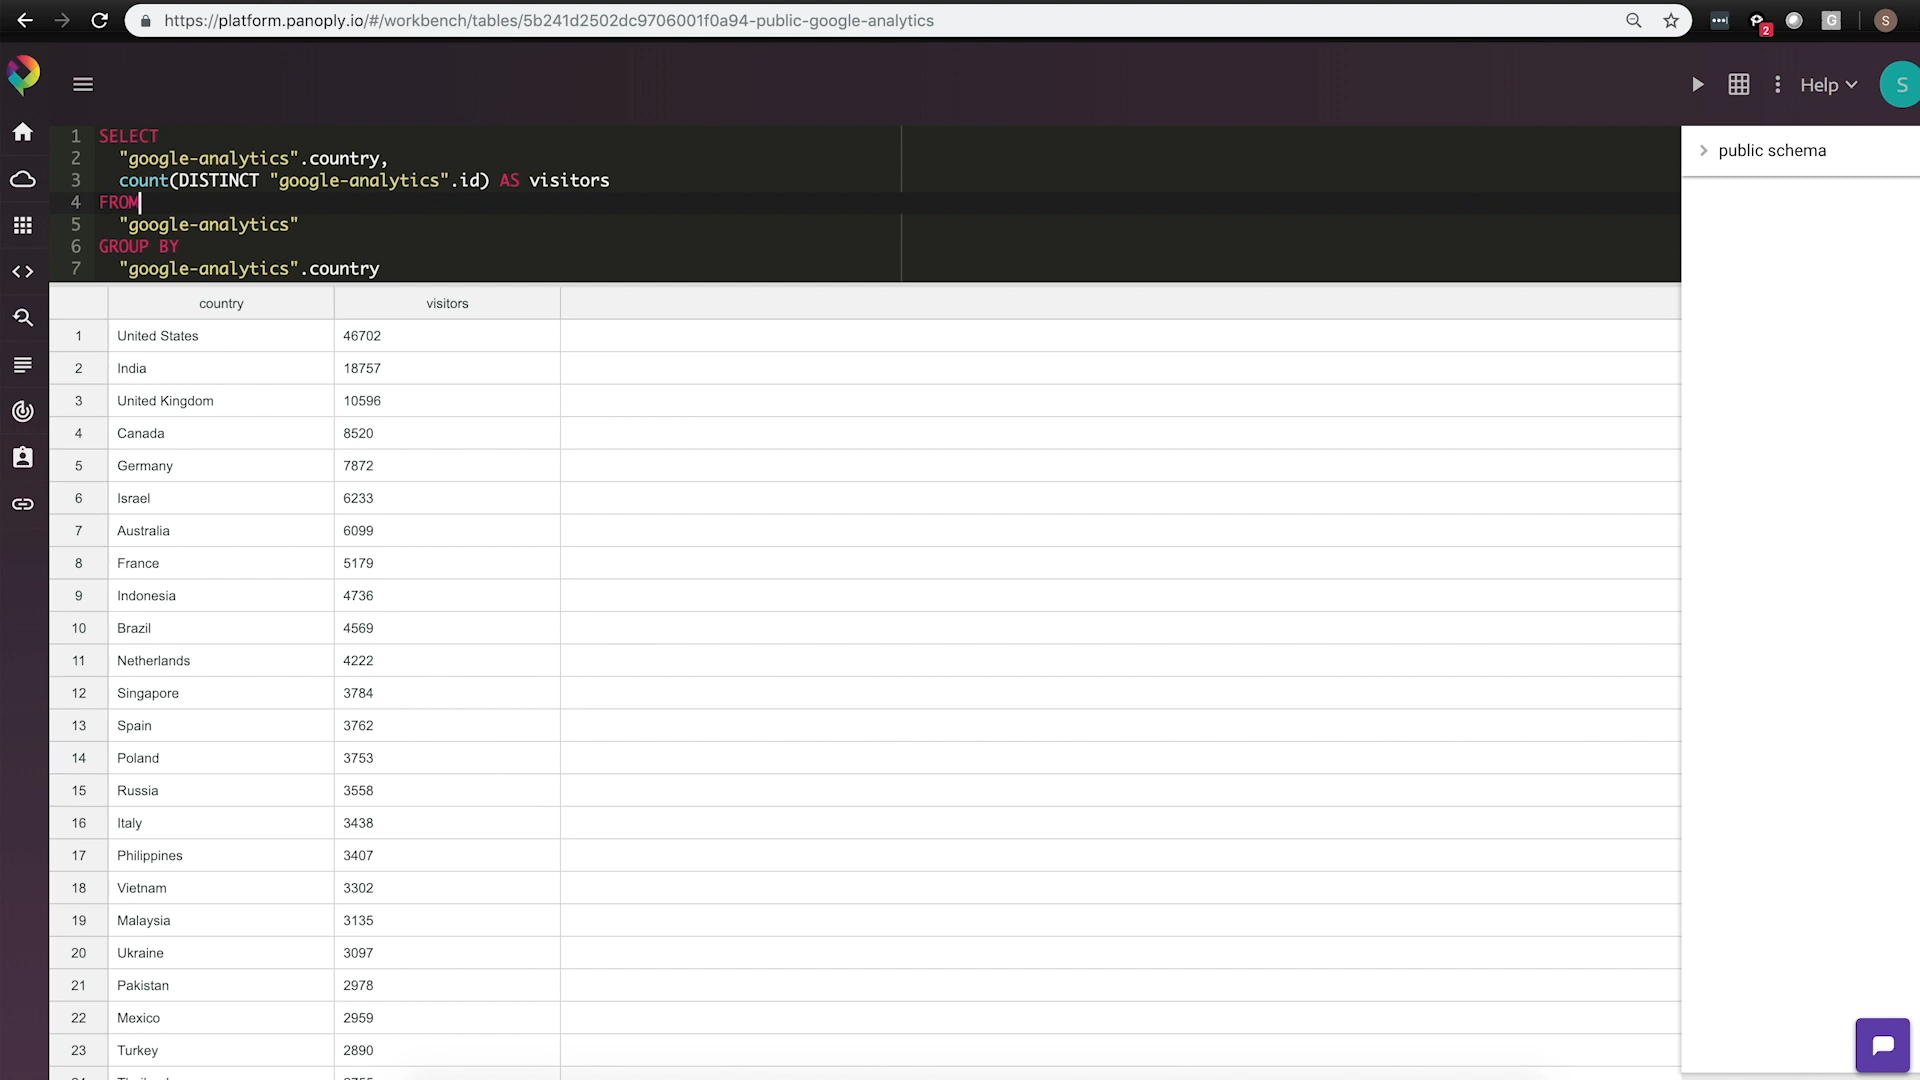 https://platform.panoply.io/#/workbench/tables/5b241d2502dc9706001f0a94-public-google-analytics
2
G
S
Help
S
1 SELECT
2 "google-analytics".country,
3 count(DISTINCT "google-analytics".id) AS visitors
4 FROM
5 "google-analytics"
6 GROUP BY
7 "google-analytics".country
public schema
country visitors
1 United States 46702
2 India 18757
3 United Kingdom 10596
4 Canada 8520
5 Germany 7872
6 Israel 6233
7 Australia 6099
8 France 5179
9 Indonesia 4736
10 Brazil 4569
11 Netherlands 4222
12 Singapore 3784
13 Spain 3762
14 Poland 3753
15 Russia 3558
16 Italy 3438
17 Philippines 3407
18 Vietnam 3302
19 Malaysia 3135
20 Ukraine 3097
21 Pakistan 2978
22 Mexico 2959
23 Turkey 2890